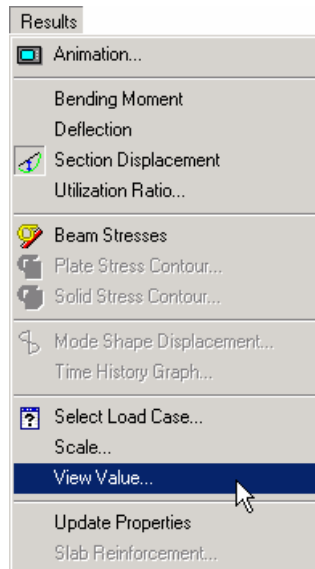 Results
Animation...
Bending Moment
Deflection
Section Displacement
Utilization Ratio...
Beam Stresses
Plate Stress Contour...
Solid Stress Contour...
Mode Shape Displacement...
Time History Graph...
Select Load Case...
Scale...
View Value...
Update Properties
Slab Reinforcement...